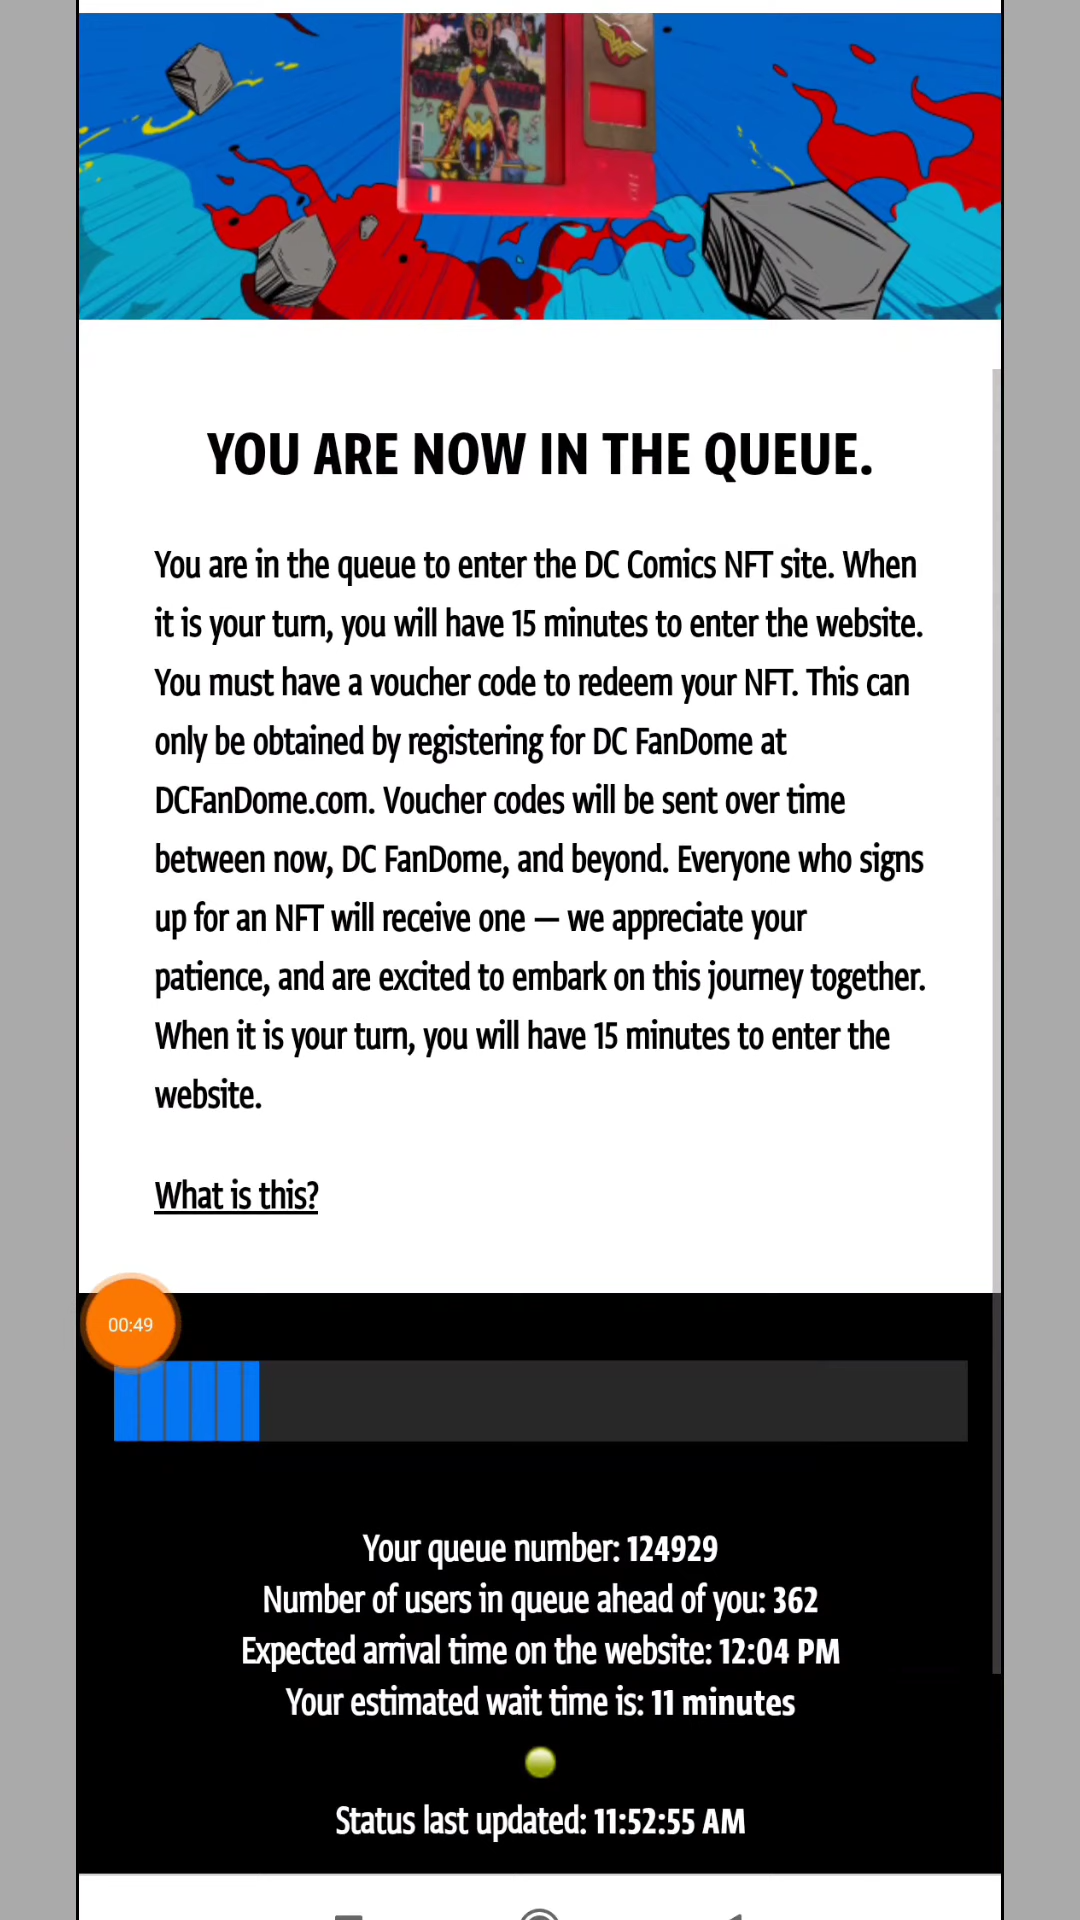 YOU ARE NOW IN THE QUEUE.
You are in the queue to enter the DC Comics NFT site. When
it is your turn, you will have 15 minutes to enter the website.
You must have a voucher code to redeem your NFT. This can
only be obtained by registering for DC FanDome at
DCFanDome.com. Voucher codes will be sent over time
between now, DC FanDome, and beyond. Everyone who signs
up for an NFT will receive one — we appreciate your
patience, and are excited to embark on this journey together.
When it is your turn, you will have 15 minutes to enter the
website.
What is this?
00:49
Your queue number: 124929
Number of users in queue ahead of you: 362
Expected arrival time on the website: 12:04 PM
Your estimated wait time is: 11 minutes
Status last updated: 11:52:55 AM